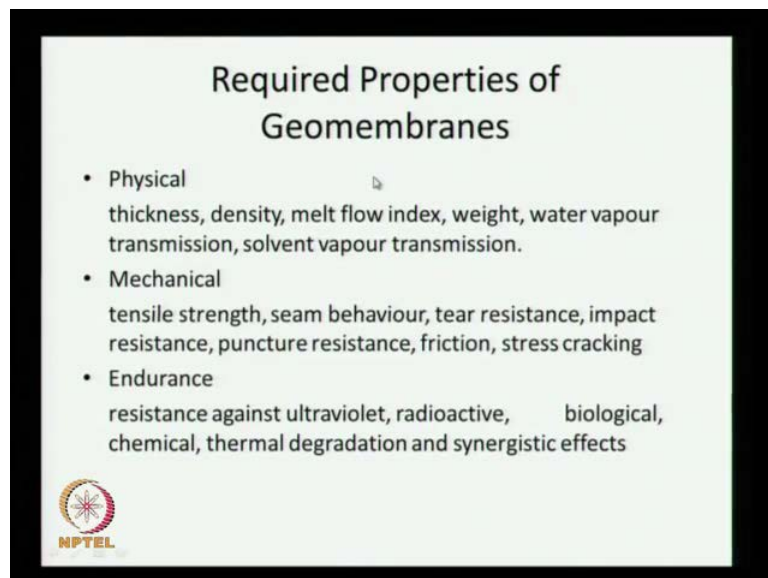 Required Properties of
Geomembranes
• Physical
thickness, density, melt flow index, weight, water vapour
transmission, solvent vapour transmission.
• Mechanical
tensile strength, seam behaviour, tear resistance, impact
resistance, puncture resistance, friction, stress cracking
• Endurance
resistance against ultraviolet, radioactive, biological,
chemical, thermal degradation and synergistic effects
NPTEL